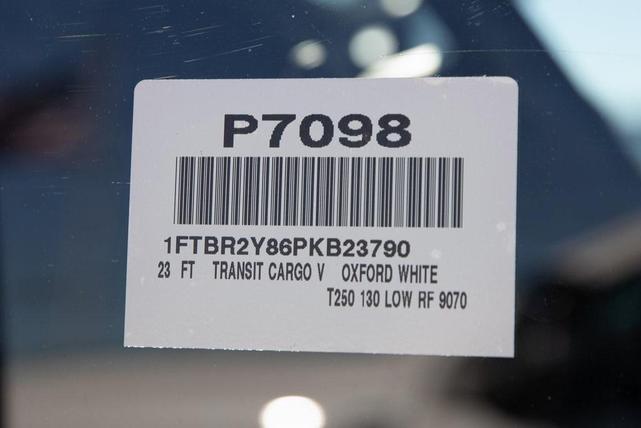 P7098
1FTBR2Y86PKB23790
23 FT TRANSIT CARGO V OXFORD WHITE
T250 130 LOW RF 9070